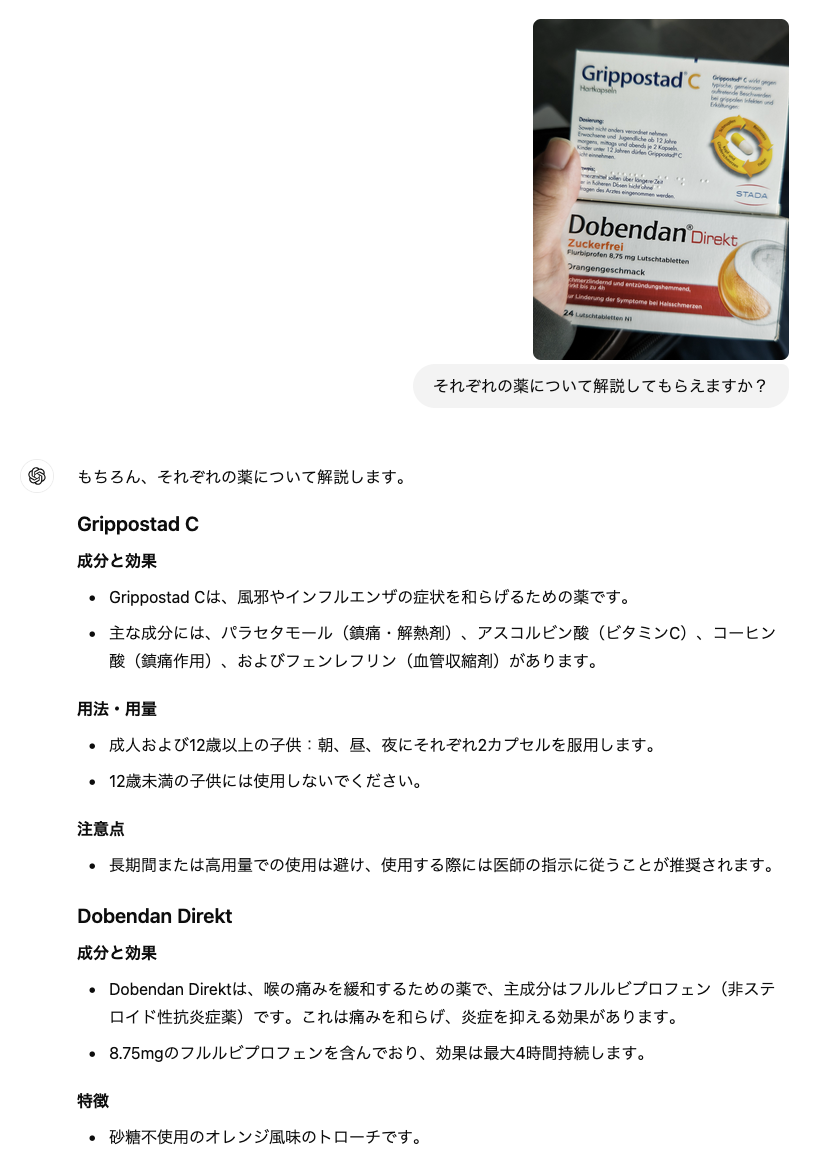 Grippostad® C
Hartkapseln
Grippostad® C wirkt gegen
typische, gemeinsam
auftretende Beschwerden
bei grippalen Infekten und
Erkältungen.
Dosierung:
Soweit nicht anders verordnet nehmen
Erwachsene und Jugendliche ab 12 Jahre
morgens, mittags und abends je 2 Kapseln.
Kinder unter 12 Jahren dürfen Grippostad® C
nicht einnehmen.
länger Zeit
in höheren Dosen nicht ohne
Arztes eingenommen werden.
STADA
Dobendan® Direkt
Zuckerfrei
Flurbiprofen 8,75 mg Lutschtabletten
Orangengeschmack
schmerzlindernd und entzündungshemmend,
wirkt bis zu 4h
zur Linderung der Symptome bei Halsschmerzen
24 Lutschtabletten N1
それぞれの薬について解説してもらえますか？
もちろん、それぞれの薬について解説します。
Grippostad C
成分と効果
• Grippostad Cは、風邪やインフルエンザの症状を和らげるための薬です。
• 主な成分には、パラセタモール（鎮痛・解熱剤）、アスコルビン酸（ビタミンC）、コーヒン
酸（鎮痛作用）、およびフェンレフリン（血管収縮剤）があります。
用法・用量
• 成人および12歳以上の子供：朝、昼、夜にそれぞれ2カプセルを服用します。
• 12歳未満の子供には使用しないでください。
注意点
• 長期間または高用量での使用は避け、使用する際には医師の指示に従うことが推奨されます。
Dobendan Direkt
成分と効果
• Dobendan Direktは、喉の痛みを緩和するための薬で、主成分はフルルビプロフェン（非ステ
ロイド性抗炎症薬）です。これは痛みを和らげ、炎症を抑える効果があります。
• 8.75mgのフルルビプロフェンを含んでおり、効果は最大4時間持続します。
特徴
• 砂糖不使用のオレンジ風味のトローチです。